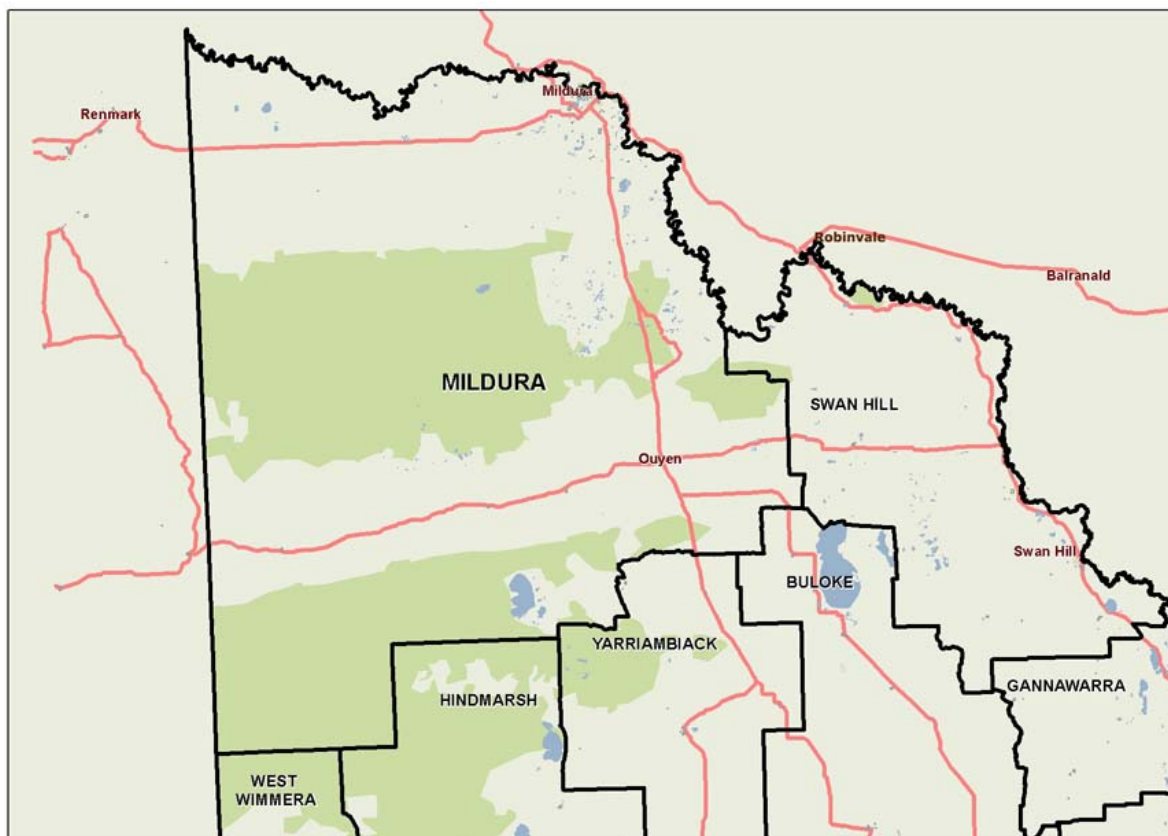 Mildura
Renmark
Robinvale
Balranald
MILDURA
SWAN HILL
Ouyen
Swan Hill
BULOKE
YARRIAMBIACK
GANNAWARRA
HINDMARSH
WEST
WIMMERA